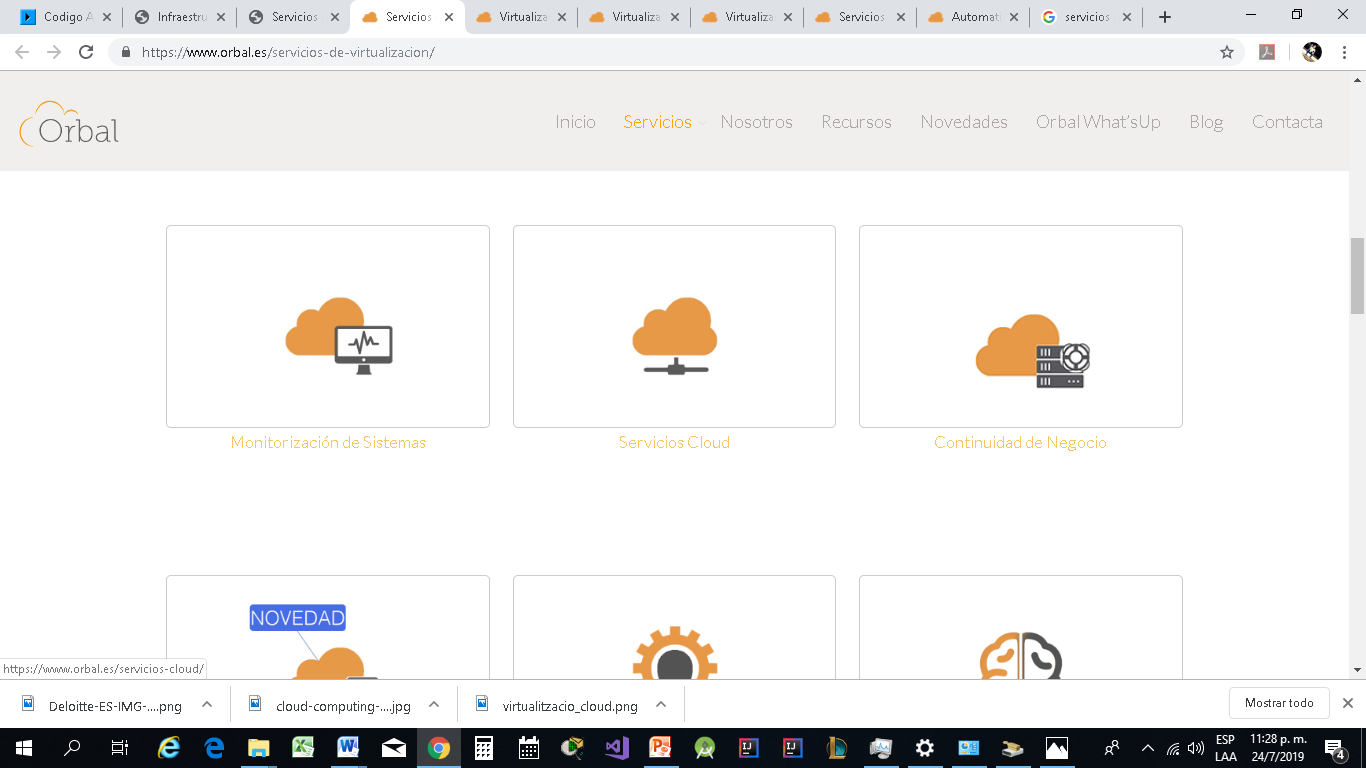 Codigo A
Infraestru
Servicios
Servicios
Virtualiza
Virtualiza
Virtualiza
Servicios
Automat
servicios
https://www.orbal.es/servicios-de-virtualizacion/
Orbal
Inicio
Servicios
Nosotros
Recursos
Novedades
Orbal What'sUp
Blog
Contacta
Monitorización de Sistemas
Servicios Cloud
Continuidad de Negocio
NOVEDAD
https://www.orbal.es/servicios-cloud/
Deloitte-ES-IMG-....png
cloud-computing-....jpg
virtualitzacio_cloud.png
Mostrar todo
ESP
LAA
11:28 p. m.
24/7/2019
4